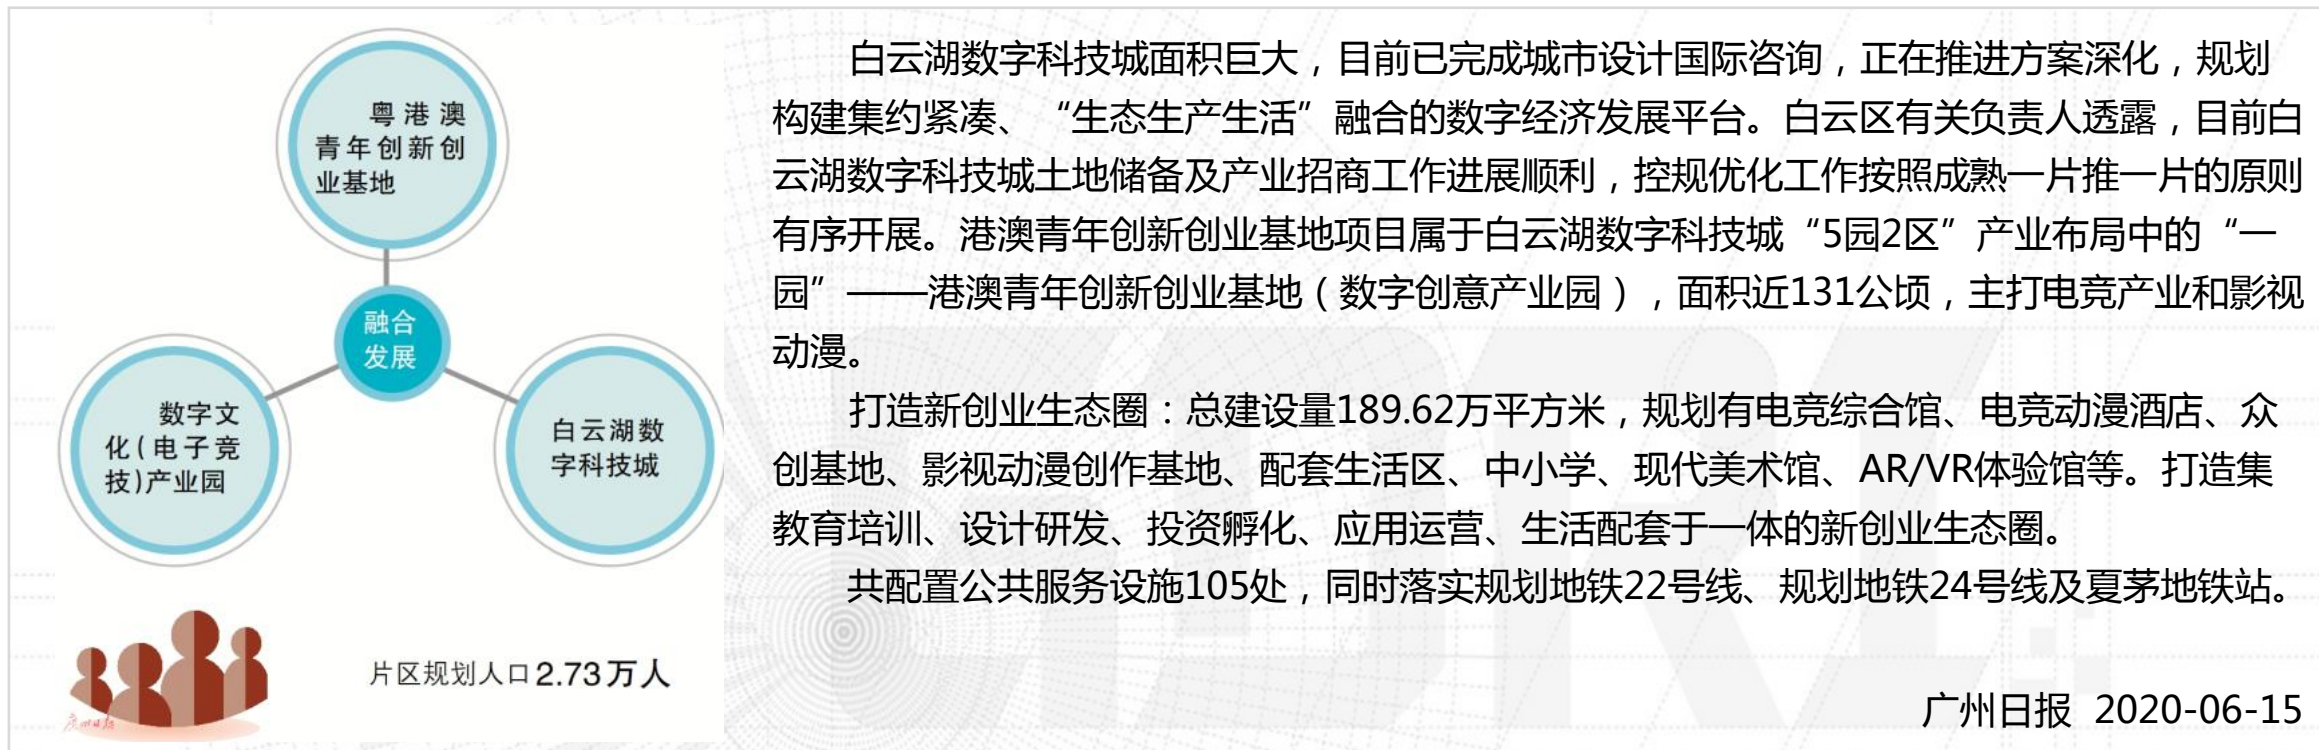 粤港澳
青年创新创
业基地
融合
发展
数字文
化(电子竞
技)产业园
白云湖数
字科技城
片区规划人口2.73万人
广州日报
白云湖数字科技城面积巨大，目前已完成城市设计国际咨询，正在推进方案深化，规划
构建集约紧凑、“生态生产生活”融合的数字经济发展平台。白云区有关负责人透露，目前白
云湖数字科技城土地储备及产业招商工作进展顺利，控规优化工作按照成熟一片推一片的原则
有序开展。港澳青年创新创业基地项目属于白云湖数字科技城“5园2区”产业布局中的“一
园”——港澳青年创新创业基地（数字创意产业园），面积近131公顷，主打电竞产业和影视
动漫。
打造新创业生态圈：总建设量189.62万平方米，规划有电竞综合馆、电竞动漫酒店、众
创基地、影视动漫创作基地、配套生活区、中小学、现代美术馆、AR/VR体验馆等。打造集
教育培训、设计研发、投资孵化、应用运营、生活配套于一体的新创业生态圈。
共配置公共服务设施105处，同时落实规划地铁22号线、规划地铁24号线及夏茅地铁站。
广州日报 2020-06-15